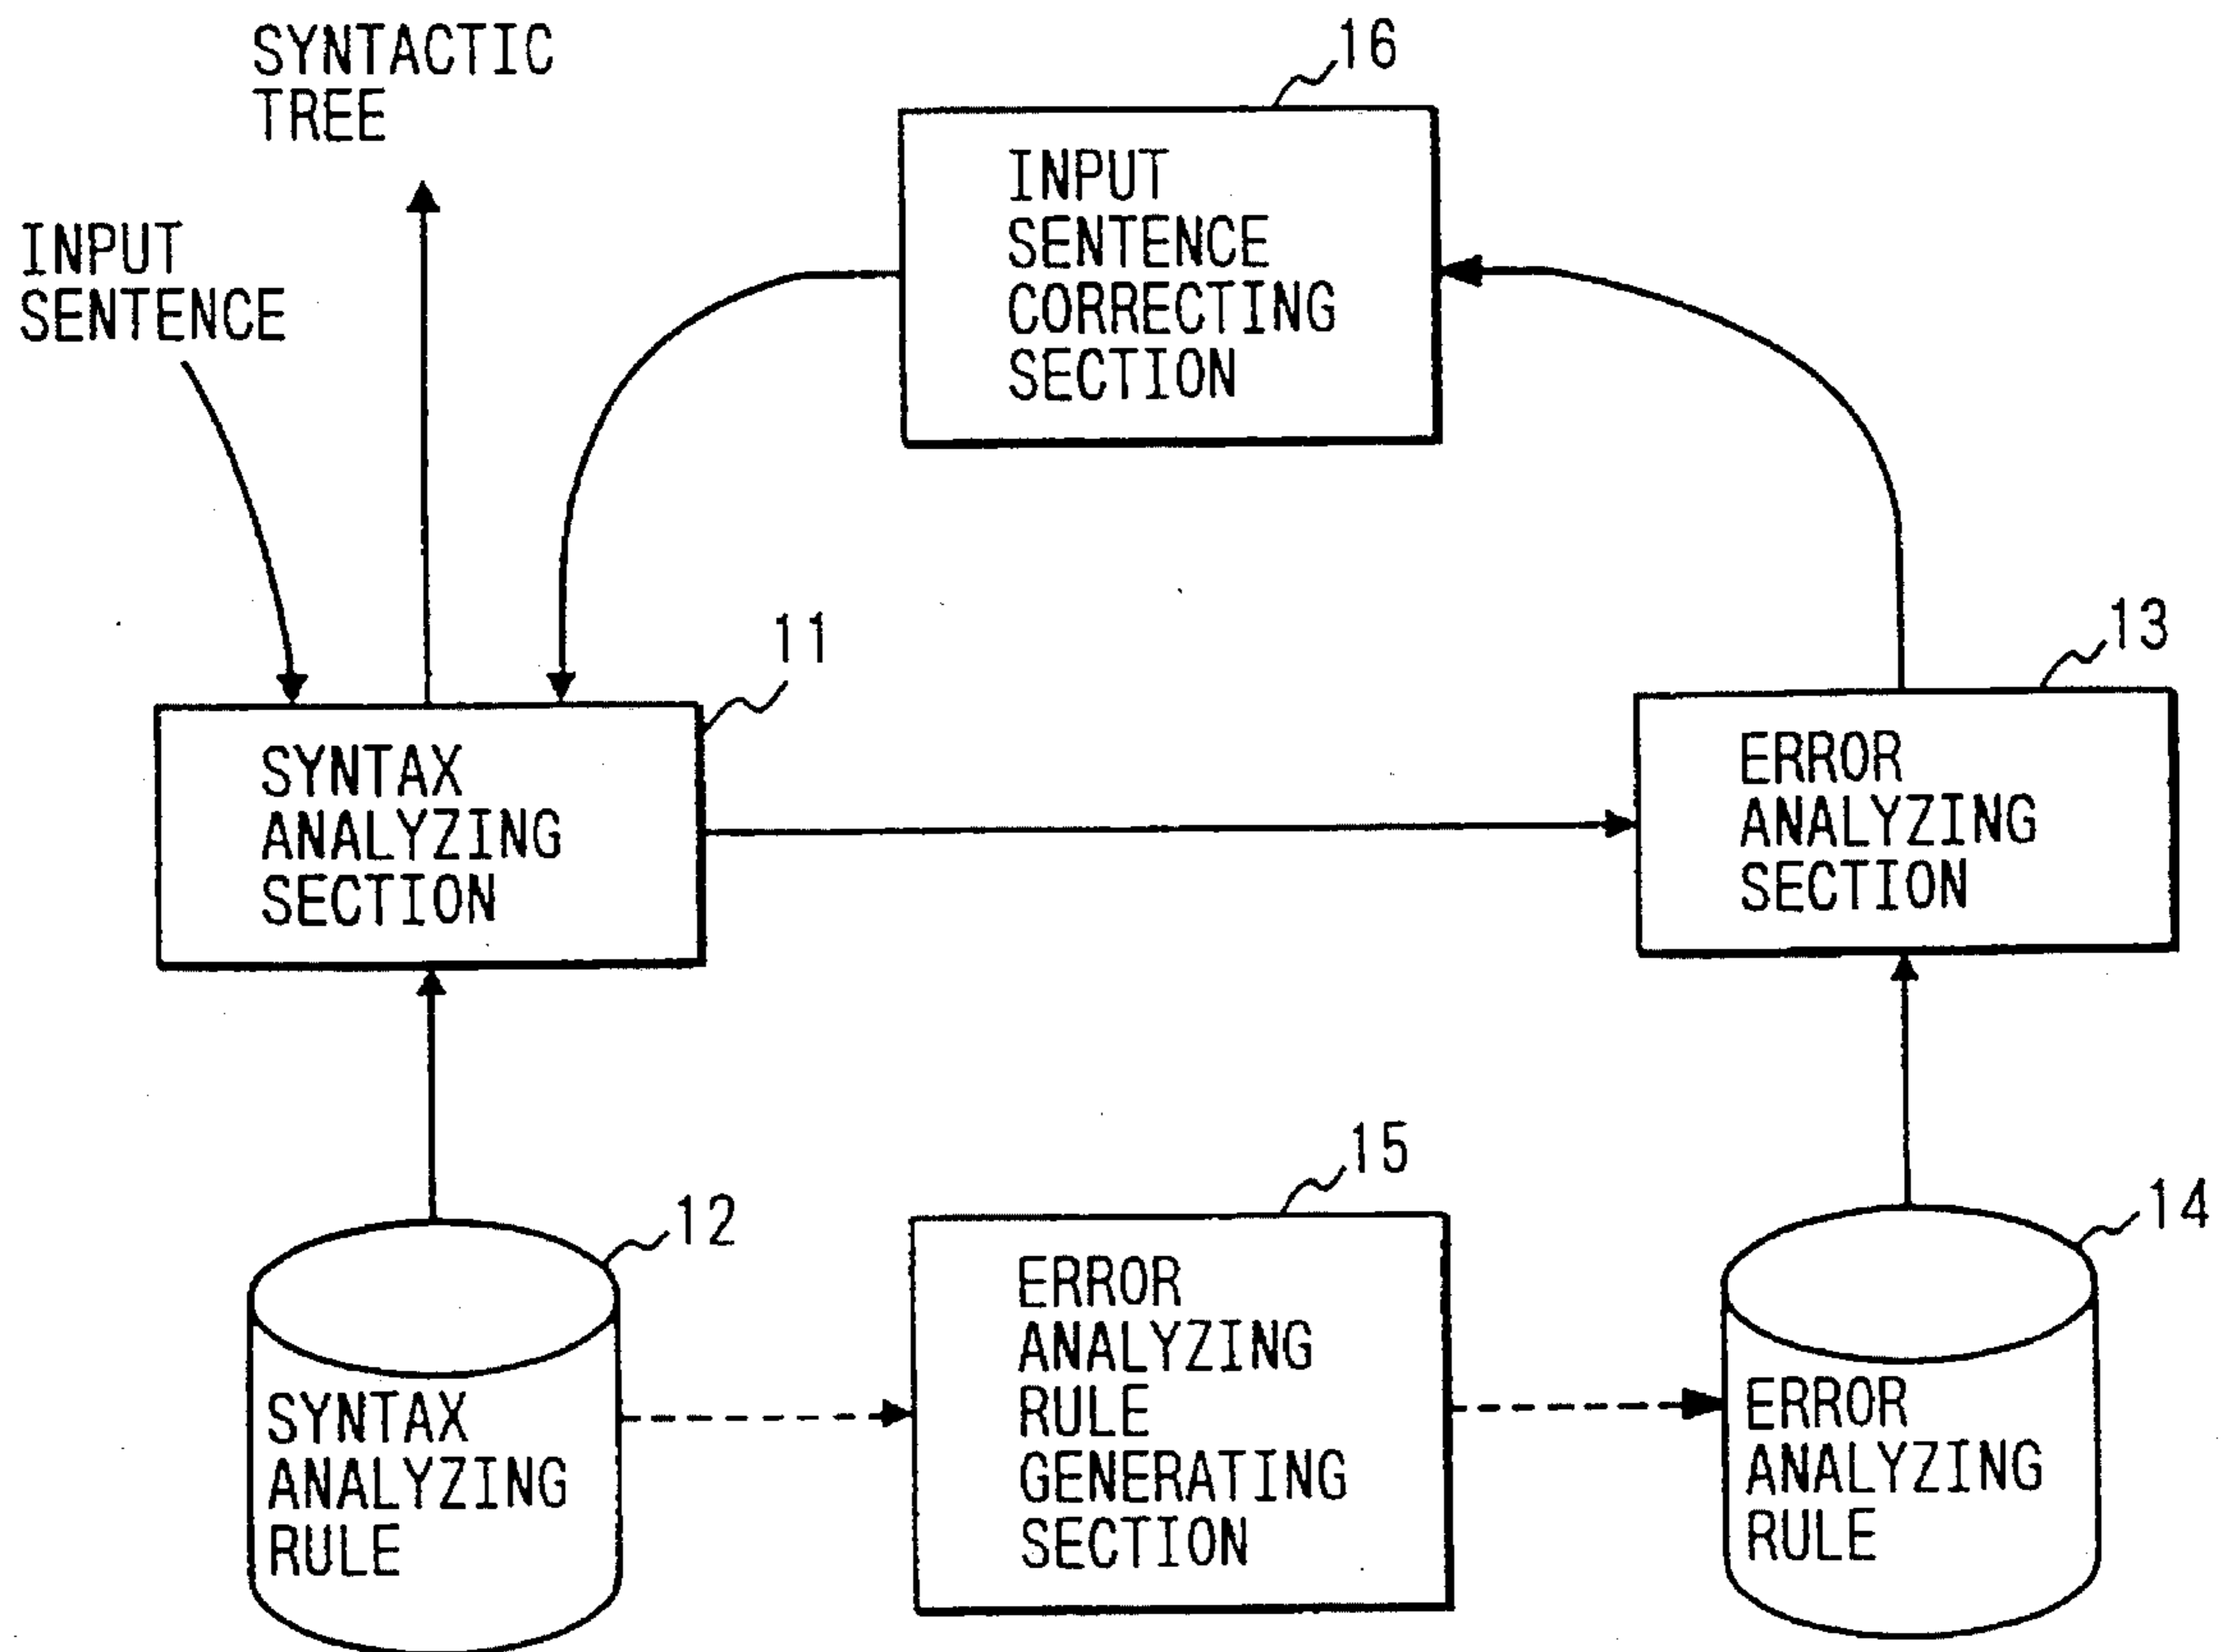 SYNTACTIC
TREE
16
INPUT
SENTENCE
CORRECTING
SECTION
INPUT
SENTENCE
11
13
SYNTAX
ANALYZING
SECTION
ERROR
ANALYZING
SECTION
12
15
14
SYNTAX
ANALYZING
RULE
ERROR
ANALYZING
RULE
GENERATING
SECTION
ERROR
ANALYZING
RULE